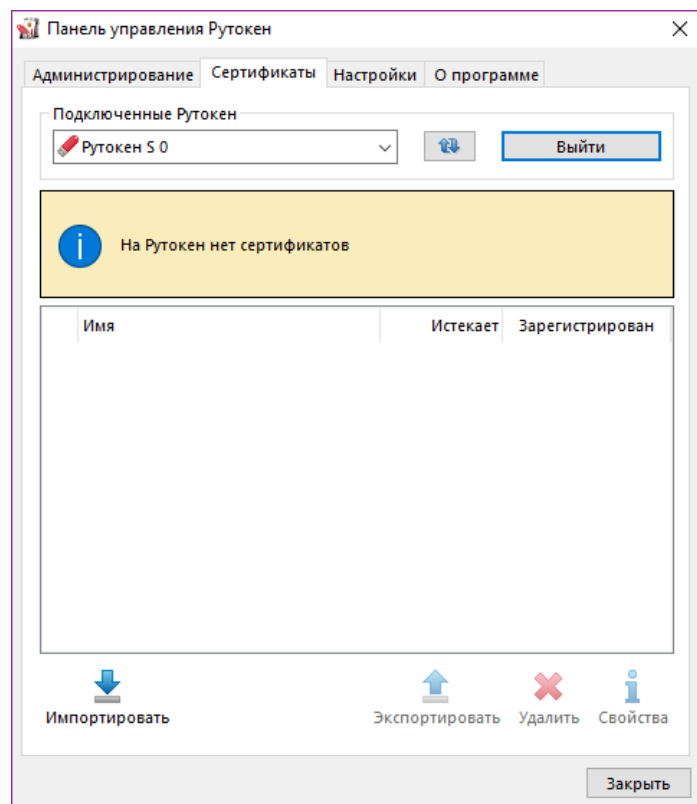 Панель управления Рутокен
Администрирование Сертификаты Настройки О программе
Подключенные Рутокен
Рутокен S 0 Выйти
На Рутокен нет сертификатов
Имя Истекает Зарегистрирован
Импортировать Экспортировать Удалить Свойства
Закрыть